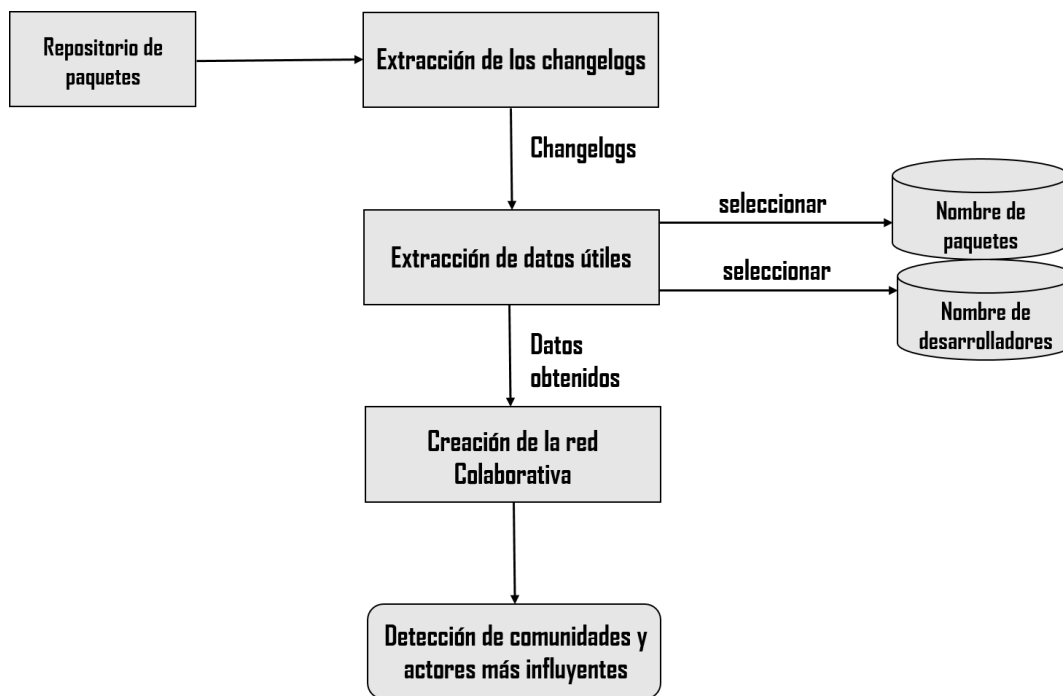 Repositorio de
paquetes
Extracción de los changelogs
Changelogs
Extracción de datos útiles
seleccionar
Nombre de
paquetes
seleccionar
Nombre de
desarrolladores
Datos
obtenidos
Creación de la red
Colaborativa
Detección de comunidades y
actores más influyentes